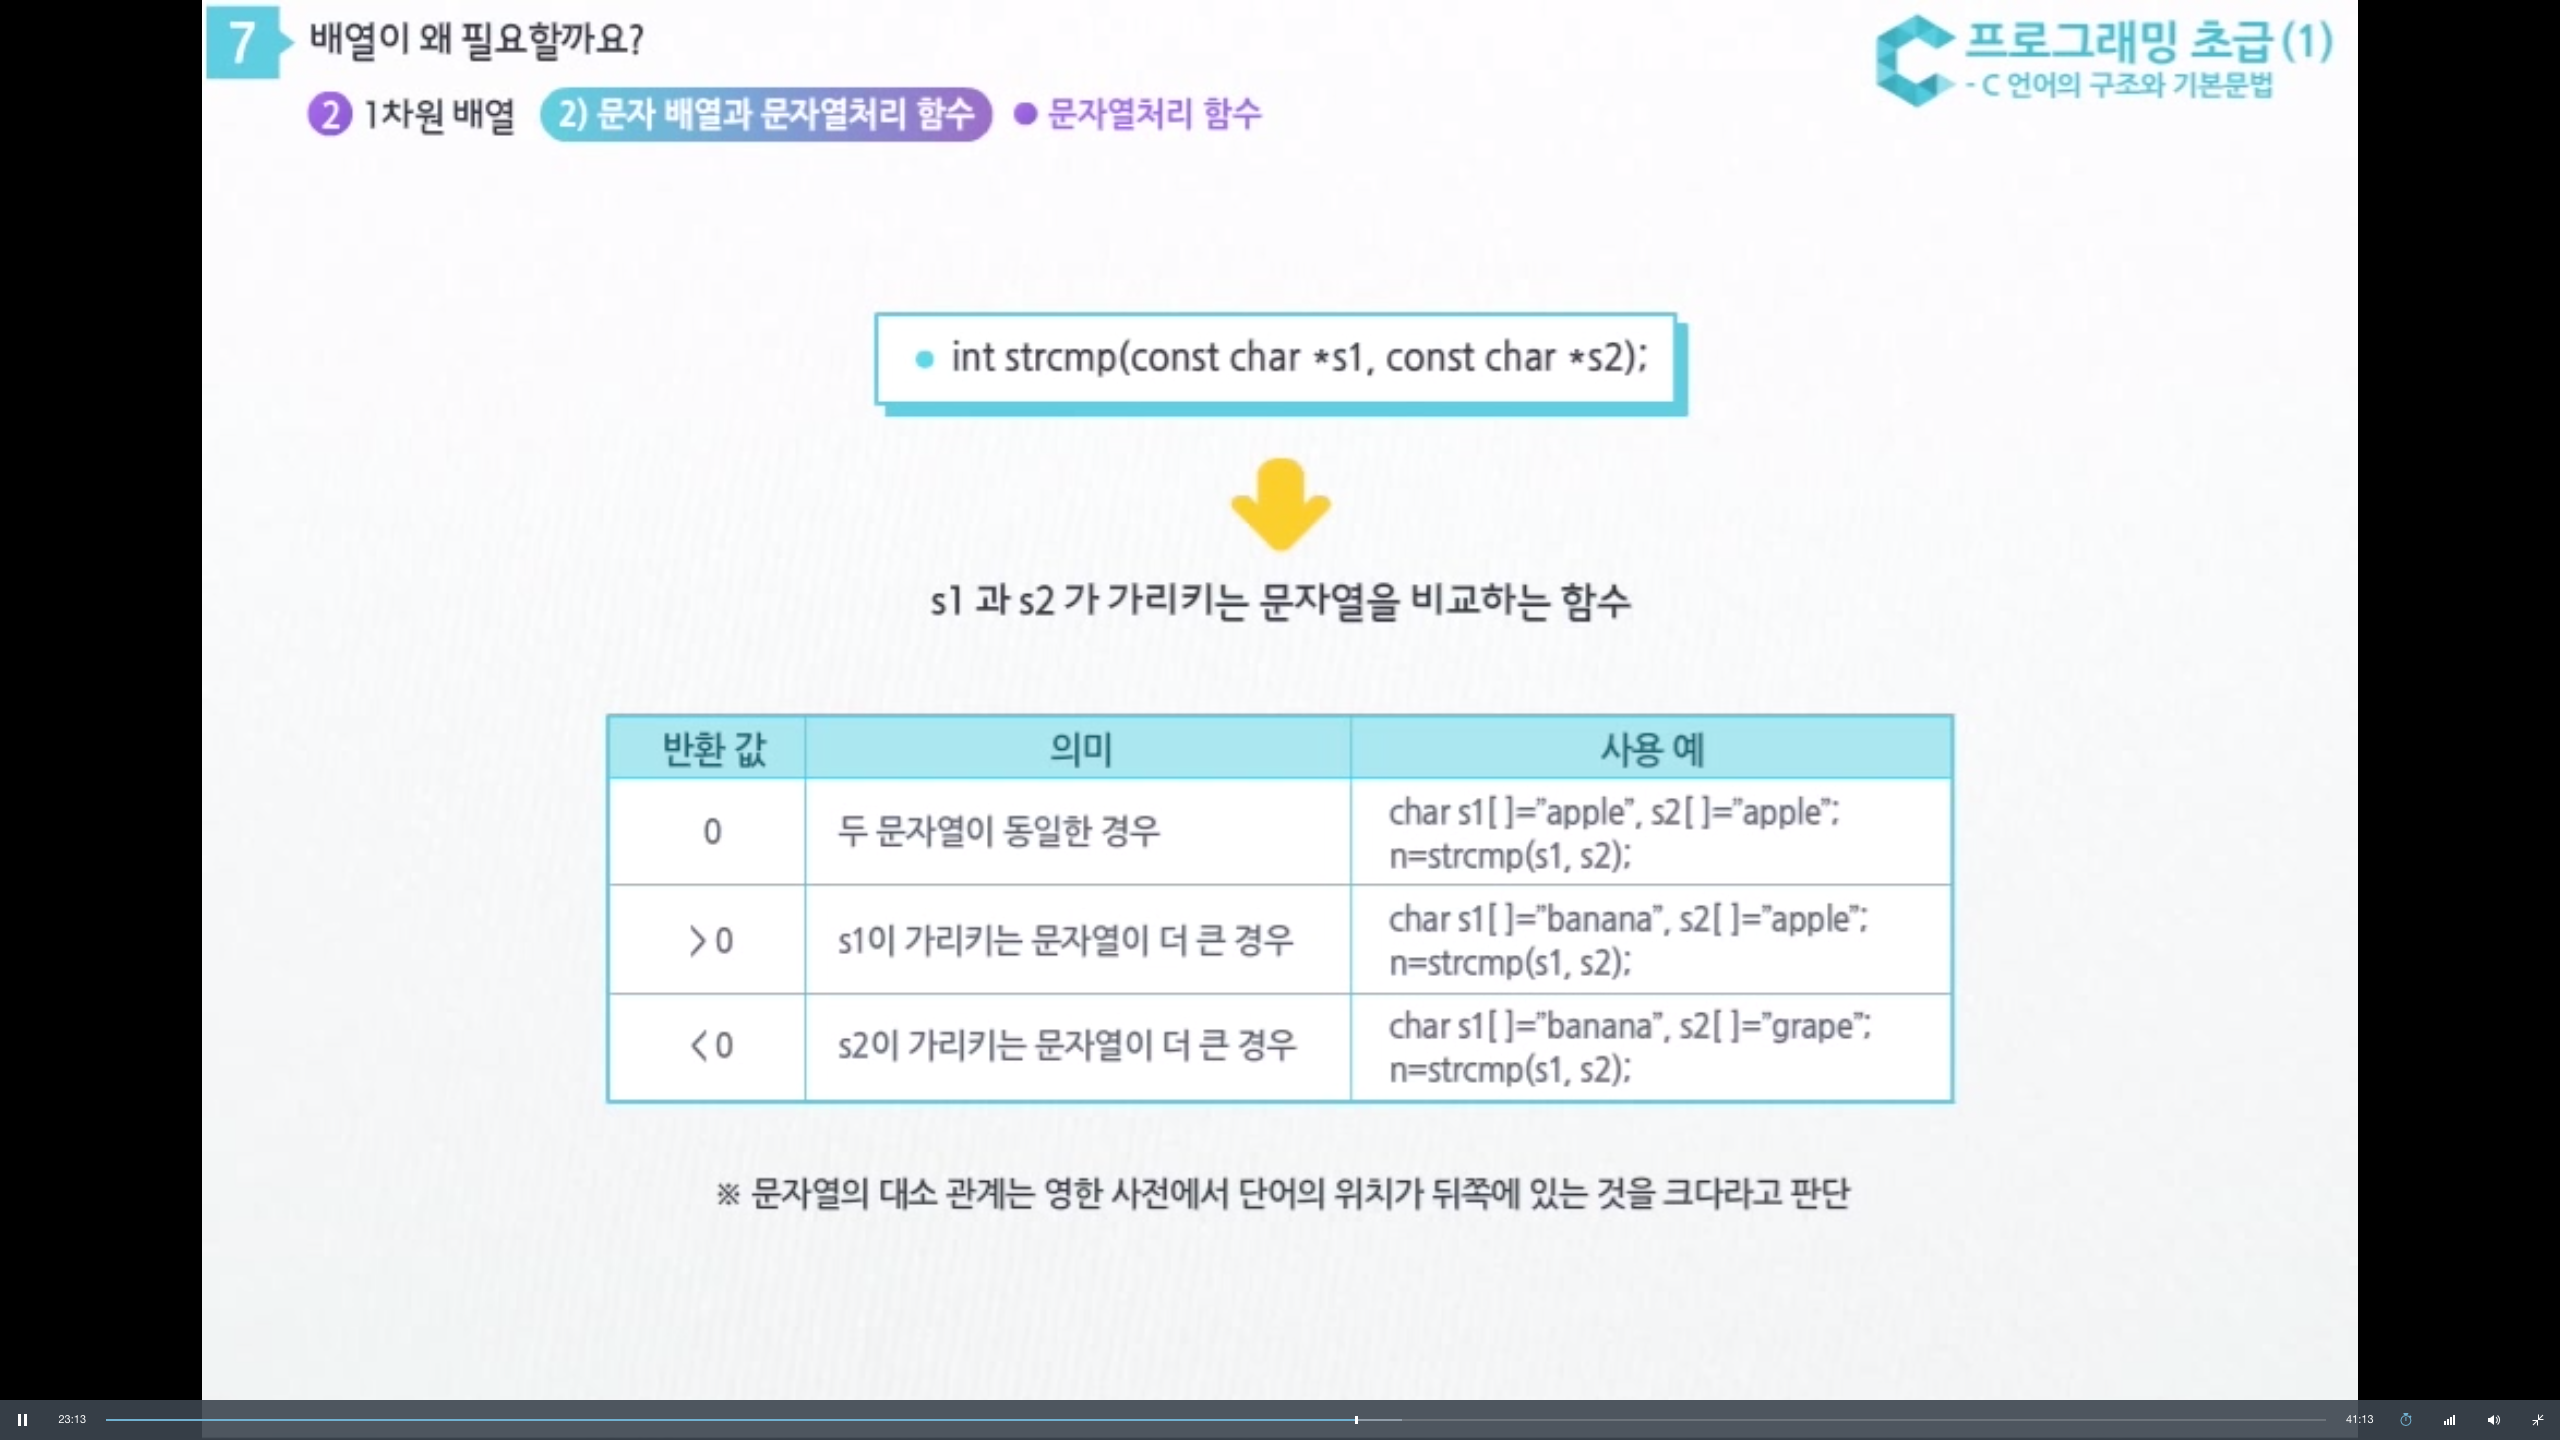 7 배열이 왜 필요할까요?
프로그래밍 초급(1)
- C 언어의 구조와 기본문법
2 1차원 배열 2) 문자 배열과 문자열처리 함수 ● 문자열처리 함수
● int strcmp(const char *s1, const char *s2);
s1 과 s2 가 가리키는 문자열을 비교하는 함수
반환 값 의미 사용 예
0 두 문자열이 동일한 경우 char s1[ ]=”apple”, s2[ ]=”apple”;
n=strcmp(s1, s2);
> 0 s1이 가리키는 문자열이 더 큰 경우 char s1[ ]=”banana”, s2[ ]=”apple”;
n=strcmp(s1, s2);
< 0 s2이 가리키는 문자열이 더 큰 경우 char s1[ ]=”banana”, s2[ ]=”grape”;
n=strcmp(s1, s2);
※ 문자열의 대소 관계는 영한 사전에서 단어의 위치가 뒤쪽에 있는 것을 크다라고 판단
23:13 41:13